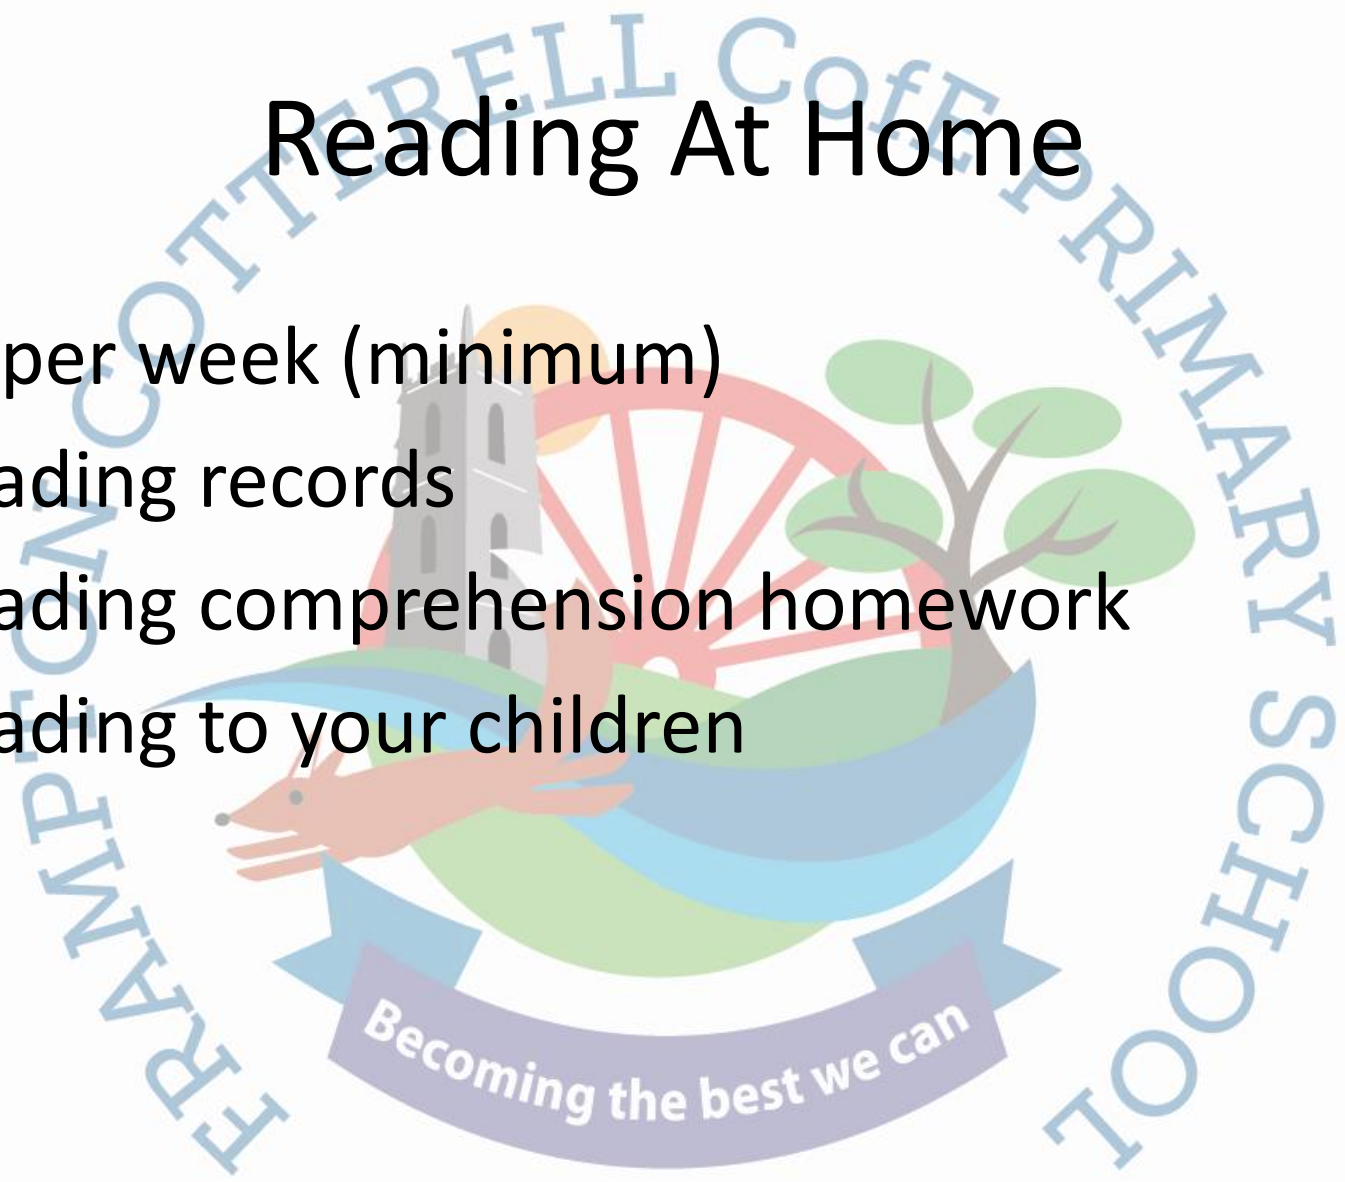 Reading At Home
per week (minimum)
ading records
ading comprehension homework
ading to your children
FRAMPTON COTTERELL CofE PRIMARY SCHOOL
Becoming the best we can